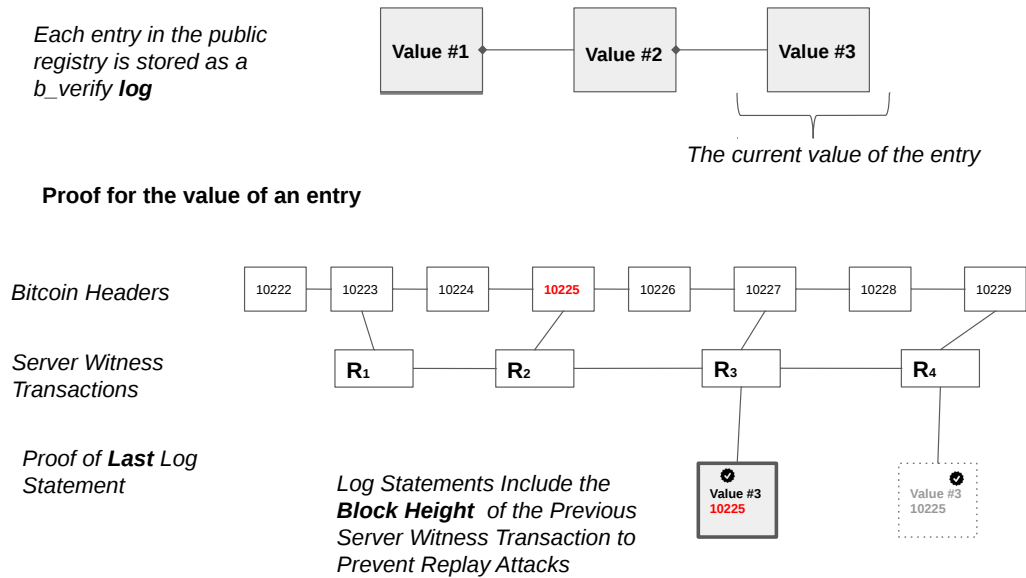 Each entry in the public
registry is stored as a
b_verify log
Value #1
Value #2
Value #3
The current value of the entry
Proof for the value of an entry
Bitcoin Headers
10222
10223
10224
10225
10226
10227
10228
10229
Server Witness
Transactions
R1
R2
R3
R4
Proof of Last Log
Statement
Log Statements Include the
Block Height of the Previous
Server Witness Transaction to
Prevent Replay Attacks
Value #3
10225
Value #3
10225